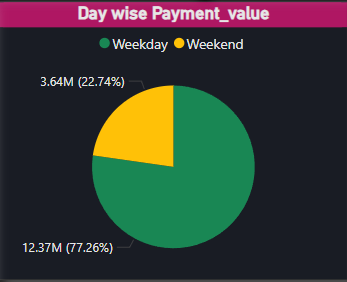 Day wise Payment_value
Weekday Weekend
3.64M (22.74%)
12.37M (77.26%)